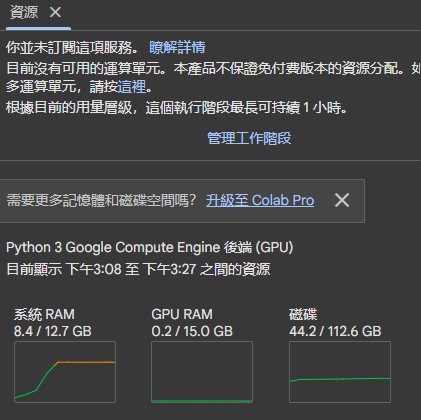 資源 ×
你並未訂閱這項服務。 瞭解詳情
目前沒有可用的運算單元。本產品不保證免付費版本的資源分配。如
多運算單元，請按這裡。
根據目前的用量層級，這個執行階段最長可持續 1 小時。
管理工作階段
需要更多記憶體和磁碟空間嗎？ 升級至 Colab Pro ×
Python 3 Google Compute Engine 後端 (GPU)
目前顯示 下午3:08 至 下午3:27 之間的資源
系統 RAM
8.4 / 12.7 GB
GPU RAM
0.2 / 15.0 GB
磁碟
44.2 / 112.6 GB